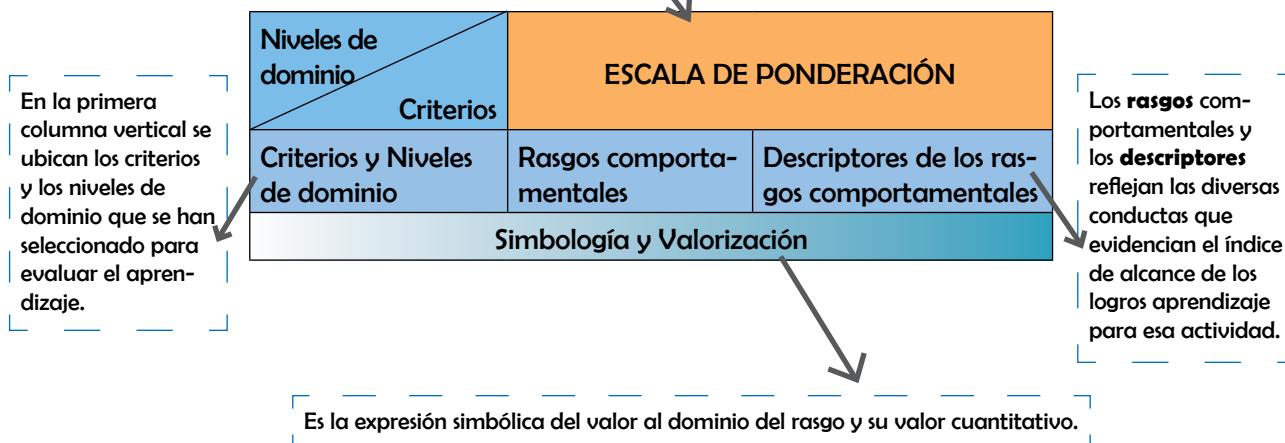 Niveles de
dominio
Criterios
ESCALA DE PONDERACIÓN
Criterios y Niveles
de dominio
Rasgos comporta-
mentales
Descriptores de los ras-
gos comportamentales
Simbología y Valorización
En la primera
columna vertical se
ubican los criterios
y los niveles de
dominio que se han
seleccionado para
evaluar el apren-
dizaje.
Los rasgos com-
portamentales y
los descriptores
reflejan las diversas
conductas que
evidencian el índice
de alcance de los
logros aprendizaje
para esa actividad.
Es la expresión simbólica del valor al dominio del rasgo y su valor cuantitativo.